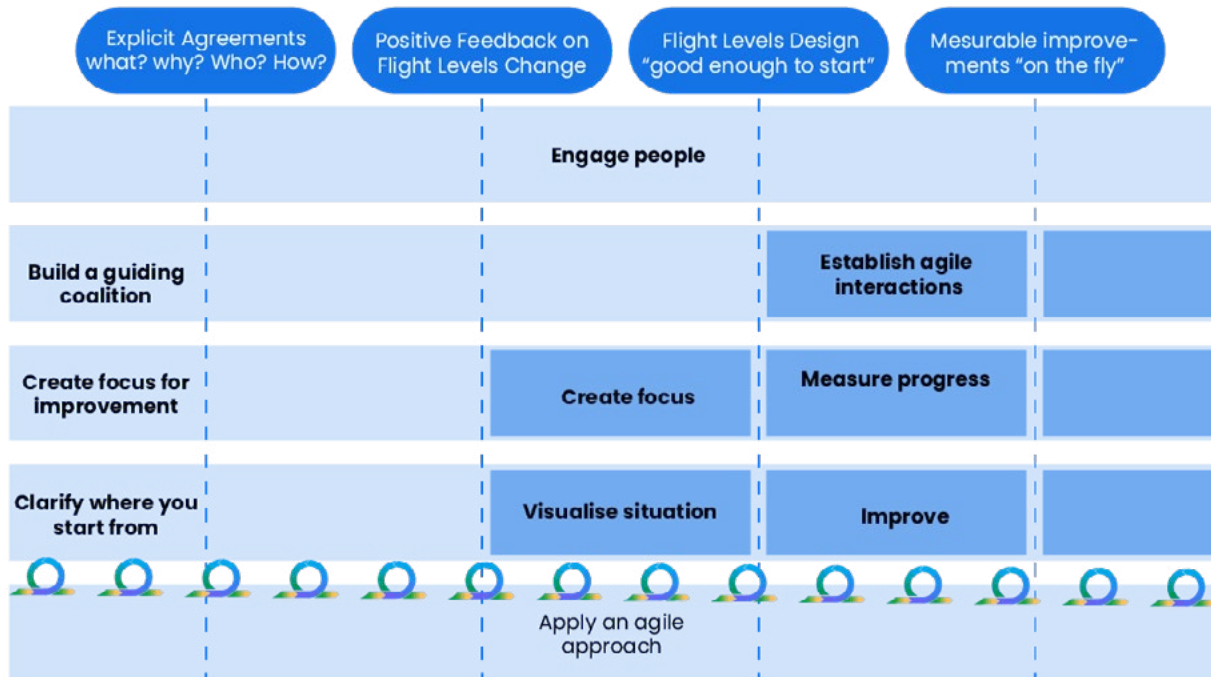 Explicit Agreements
what? why? Who? How?
Positive Feedback on
Flight Levels Change
Flight Levels Design
“good enough to start”
Mesurable improve-
ments “on the fly”
Engage people
Build a guiding
coalition
Establish agile
interactions
Create focus for
improvement
Create focus
Measure progress
Clarify where you
start from
Visualise situation
Improve
Apply an agile
approach